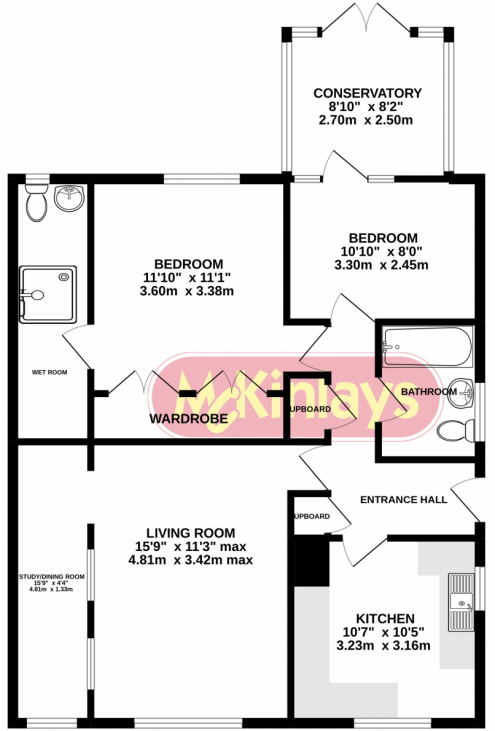 CONSERVATORY
8'10" x 8'2"
2.70m x 2.50m
BEDROOM
11'10" x 11'1"
3.60m x 3.38m
BEDROOM
10'10" x 8'0"
3.30m x 2.45m
WET ROOM
BATHROOM
McKinlays
UPBOARD
WARDROBE
ENTRANCE HALL
UPBOARD
LIVING ROOM
15'9" x 11'3" max
4.81m x 3.42m max
STUDY/DINING ROOM
15'9" x 4'4"
4.81m x 1.33m
KITCHEN
10'7" x 10'5"
3.23m x 3.16m